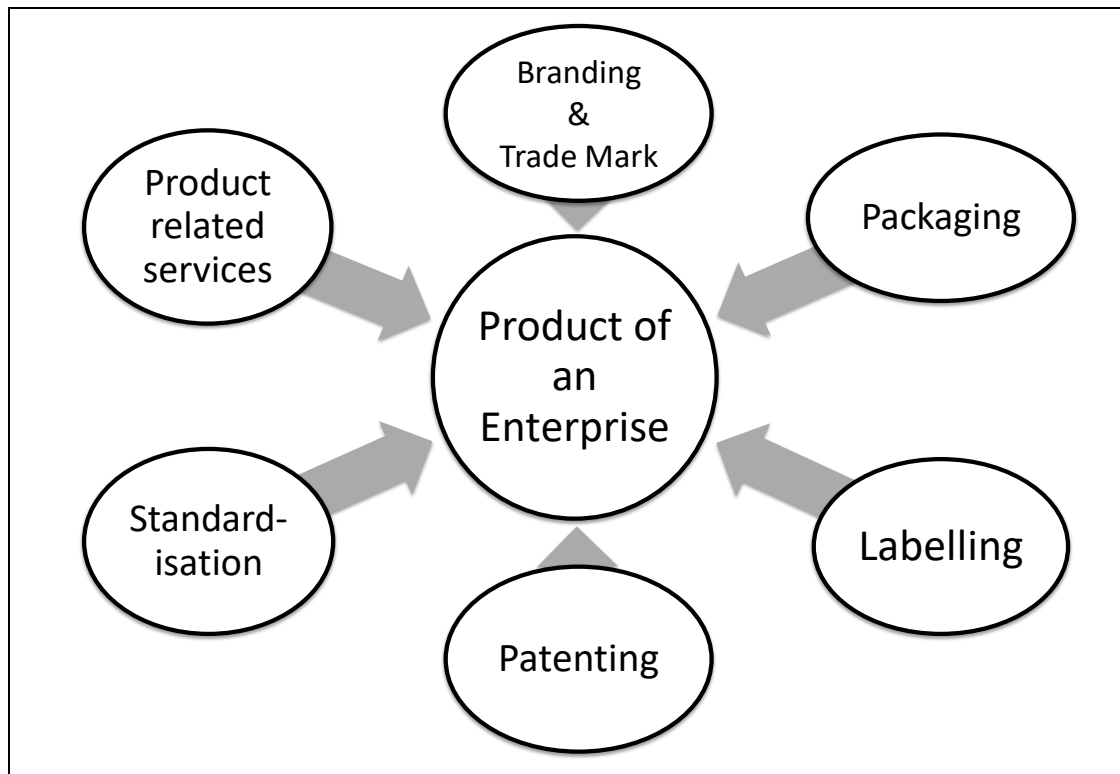 Branding
&
Trade Mark
Product
related
services
Packaging
Product of
an
Enterprise
Standard-
isation
Labelling
Patenting